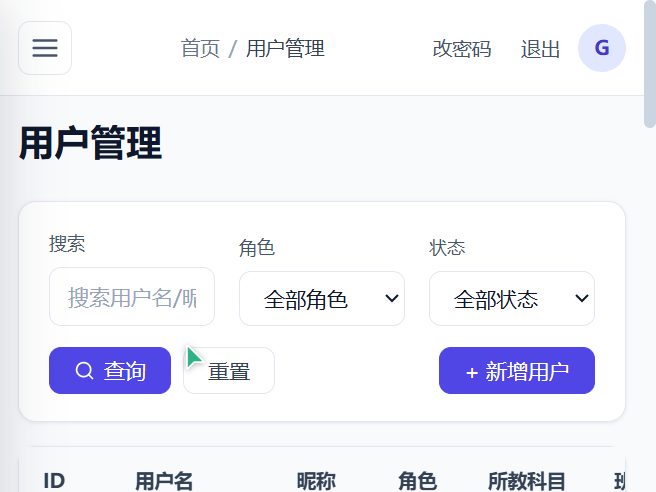 首页 / 用户管理 改密码 退出 G
用户管理
搜索 角色 状态
搜索用户名/昵 全部角色 全部状态
查询 重置 + 新增用户
ID 用户名 昵称 角色 所教科目